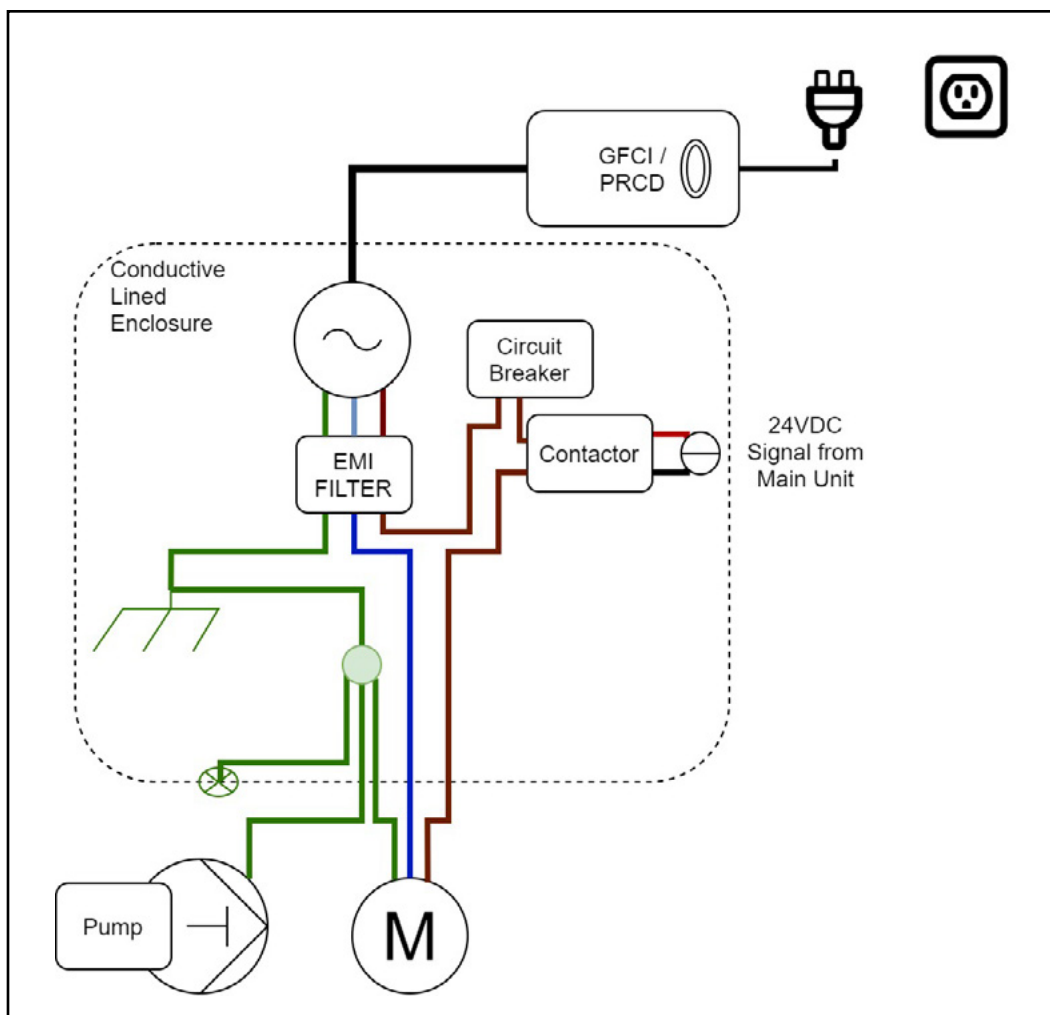 GFCI /
PRCD
Conductive
Lined
Enclosure
Circuit
Breaker
24VDC
Signal from
Main Unit
Contactor
EMI
FILTER
Pump
M